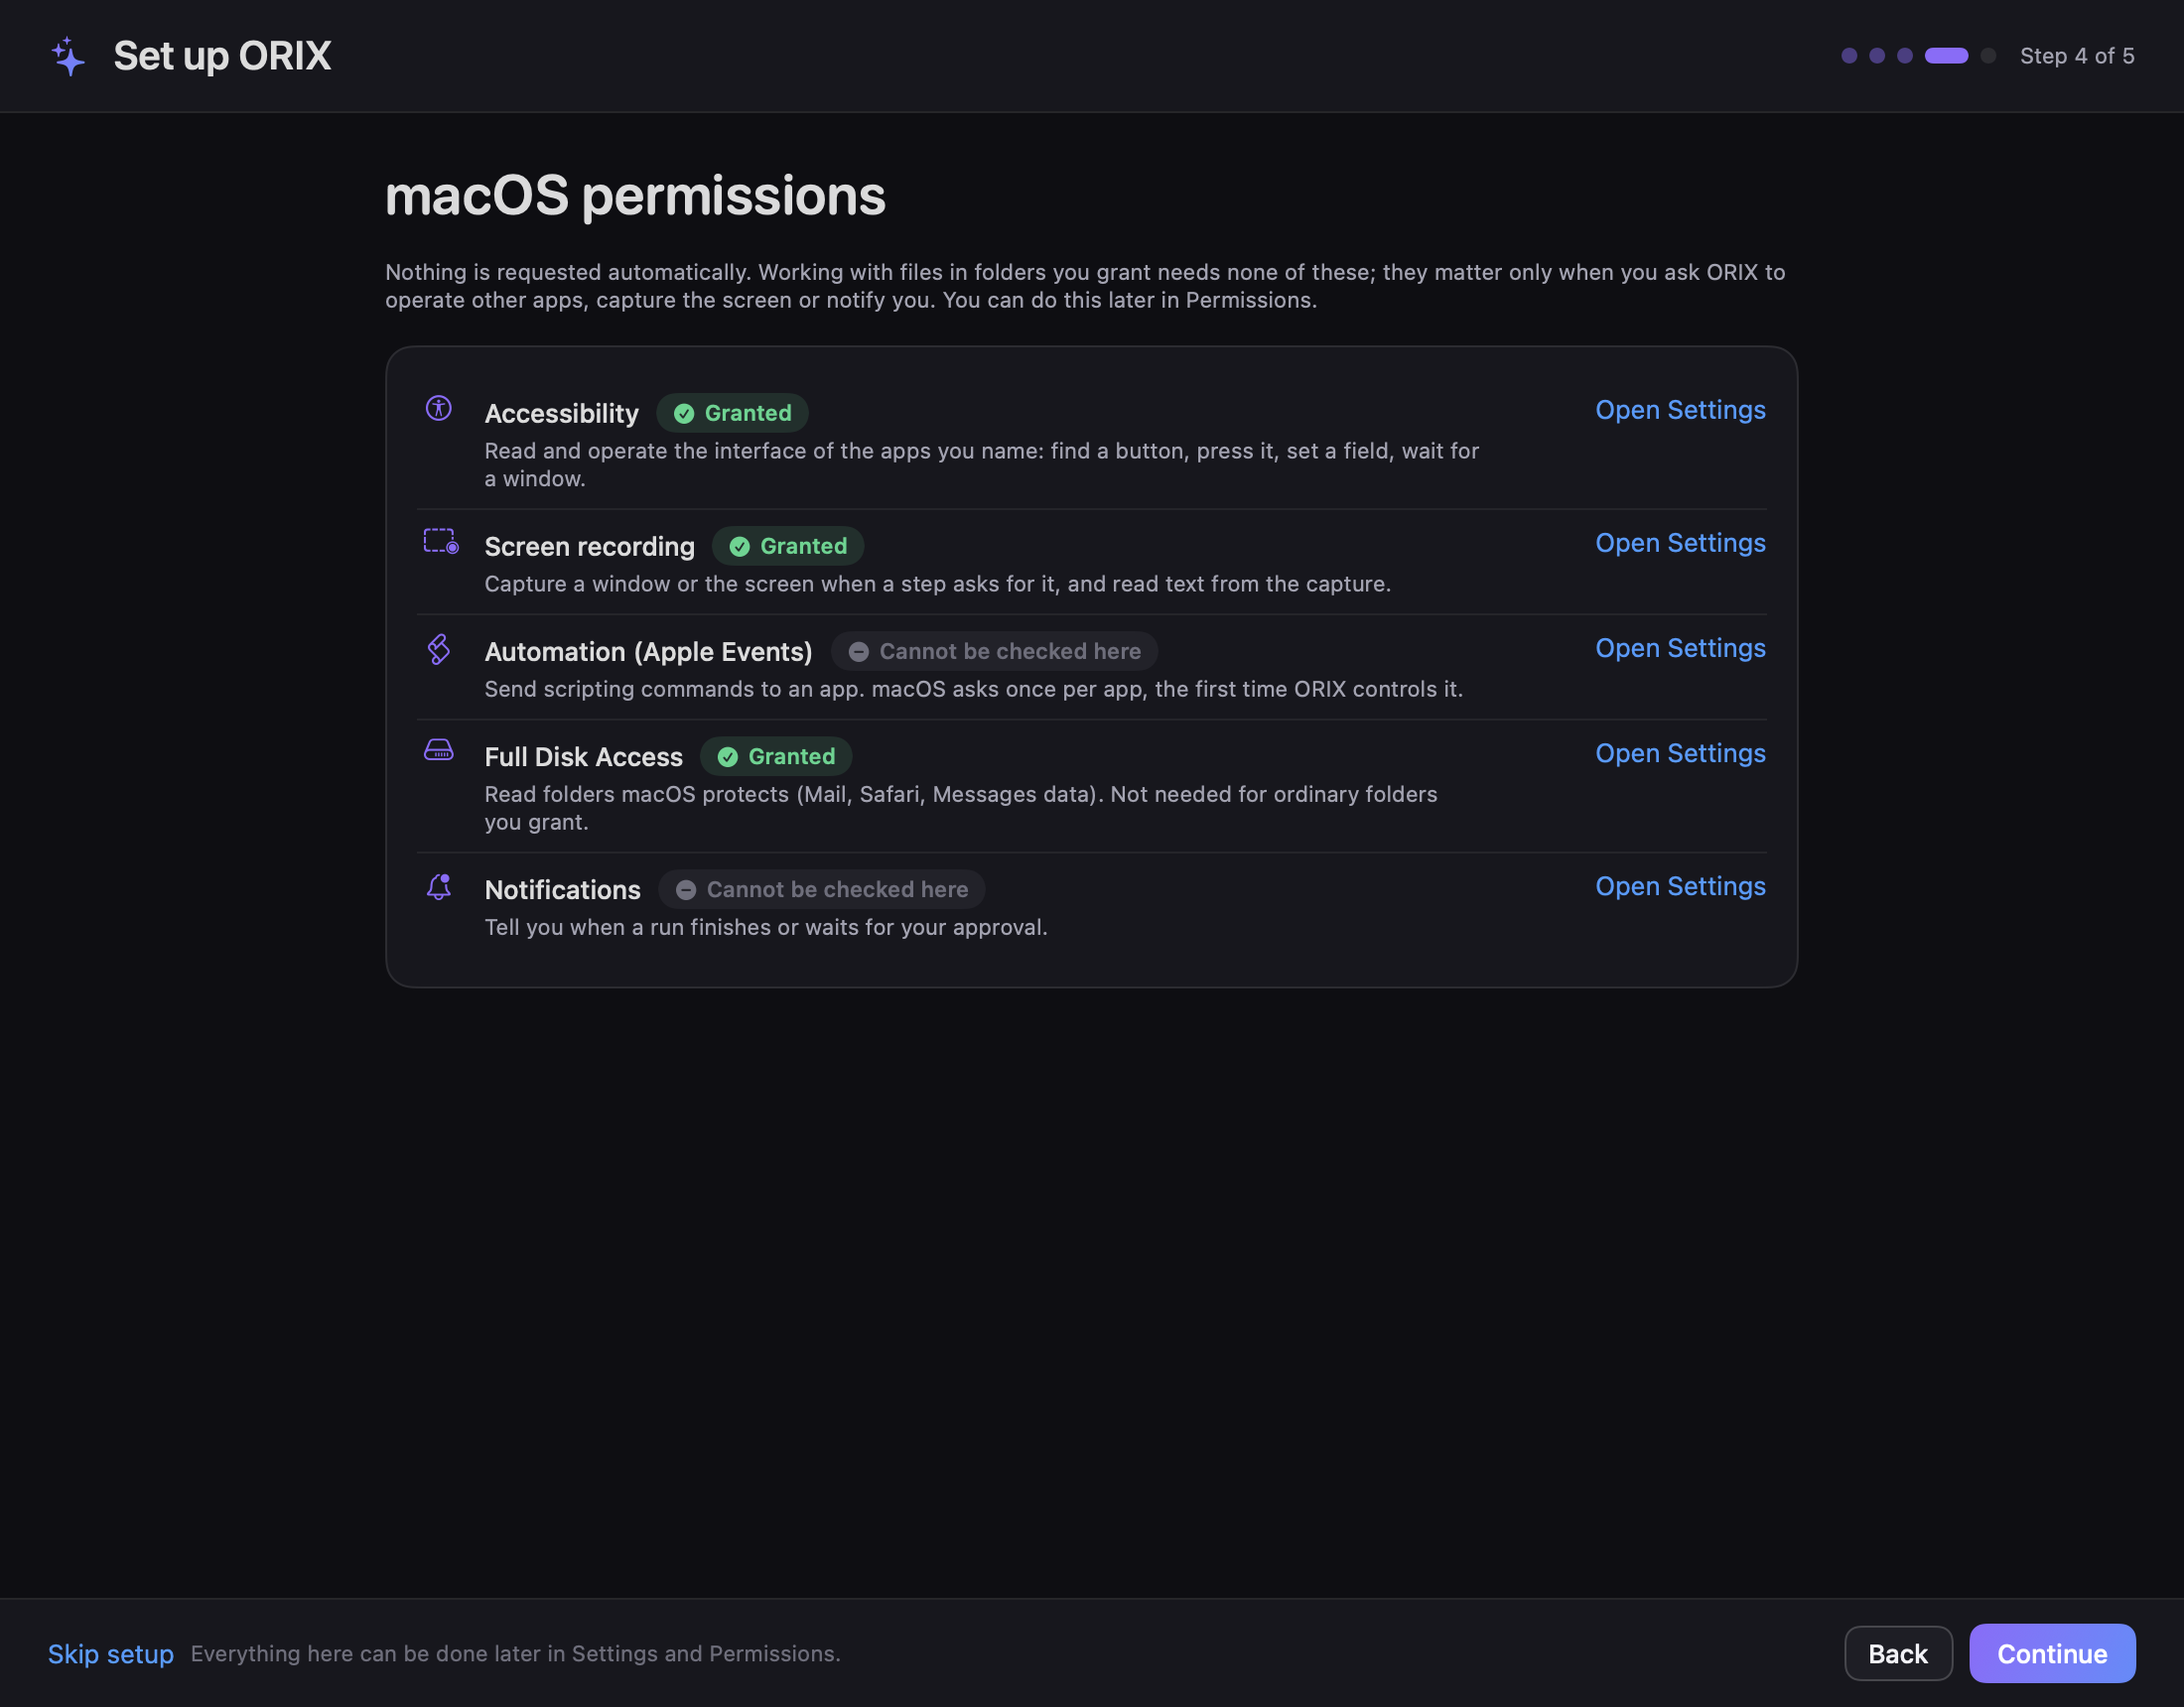 Set up ORIX
Step 4 of 5
macOS permissions
Nothing is requested automatically. Working with files in folders you grant needs none of these; they matter only when you ask ORIX to
operate other apps, capture the screen or notify you. You can do this later in Permissions.
Accessibility Granted Open Settings
Read and operate the interface of the apps you name: find a button, press it, set a field, wait for
a window.
Screen recording Granted Open Settings
Capture a window or the screen when a step asks for it, and read text from the capture.
Automation (Apple Events) Cannot be checked here Open Settings
Send scripting commands to an app. macOS asks once per app, the first time ORIX controls it.
Full Disk Access Granted Open Settings
Read folders macOS protects (Mail, Safari, Messages data). Not needed for ordinary folders
you grant.
Notifications Cannot be checked here Open Settings
Tell you when a run finishes or waits for your approval.
Skip setup Everything here can be done later in Settings and Permissions.
Back Continue